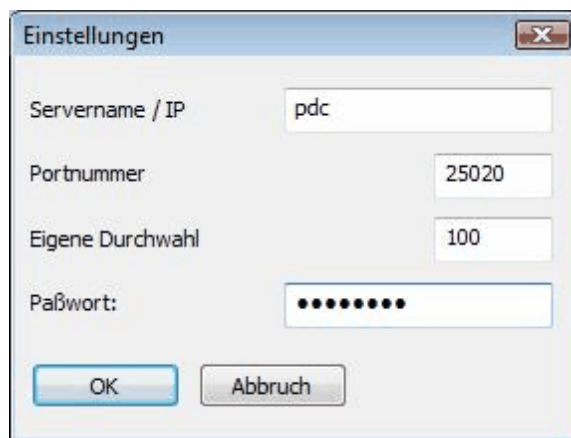 Einstellungen
Servername / IP pdc
Portnummer 25020
Eigene Durchwahl 100
Paßwort: ●●●●●●●●
OK Abbruch